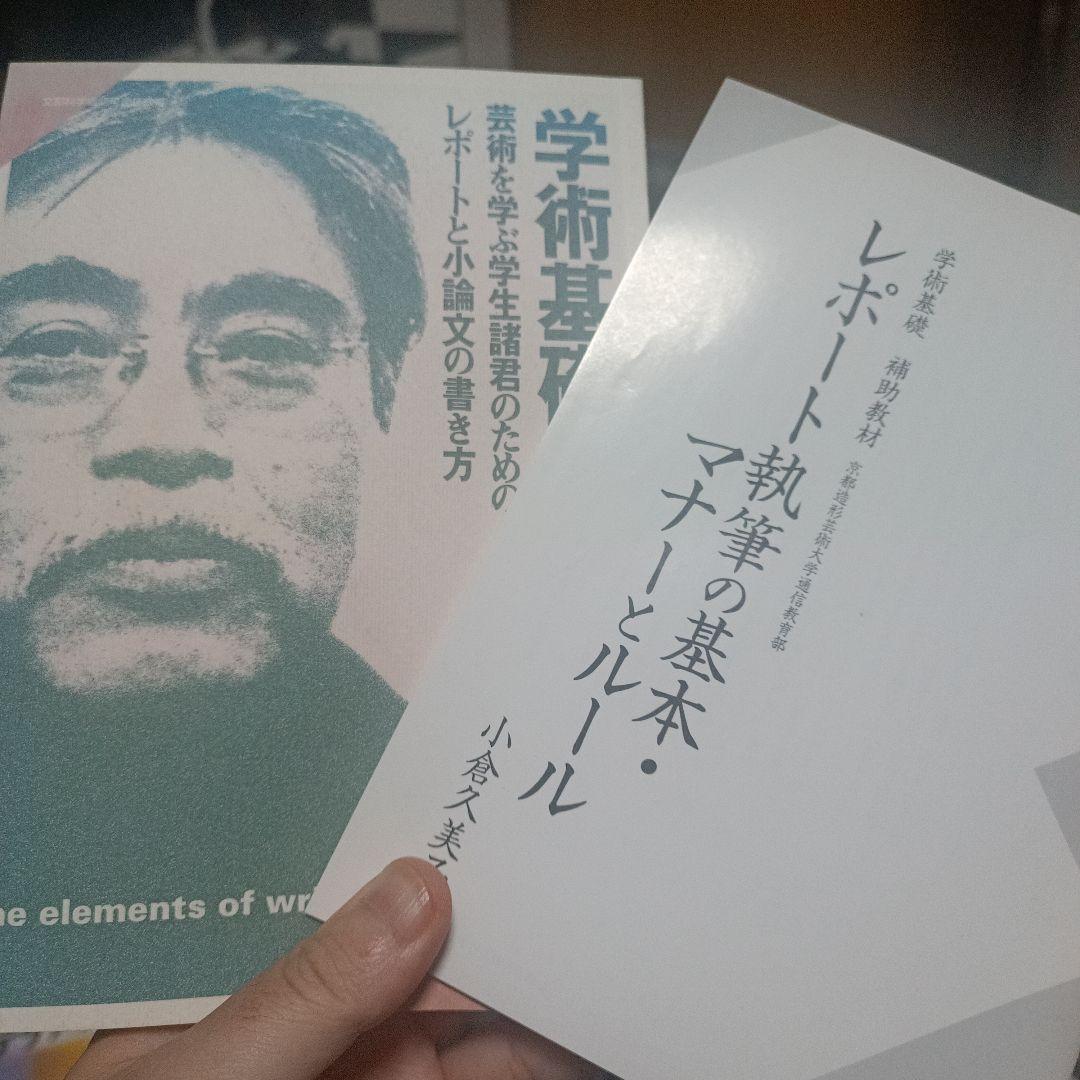 学術基礎
芸術を学ぶ学生諸君のための
レポートと小論文の書き方
he elements of wr
学術基礎 補助教材 京都造形芸術大学通信教育部
レポート執筆の基本・
マナーとルール
小倉久美子